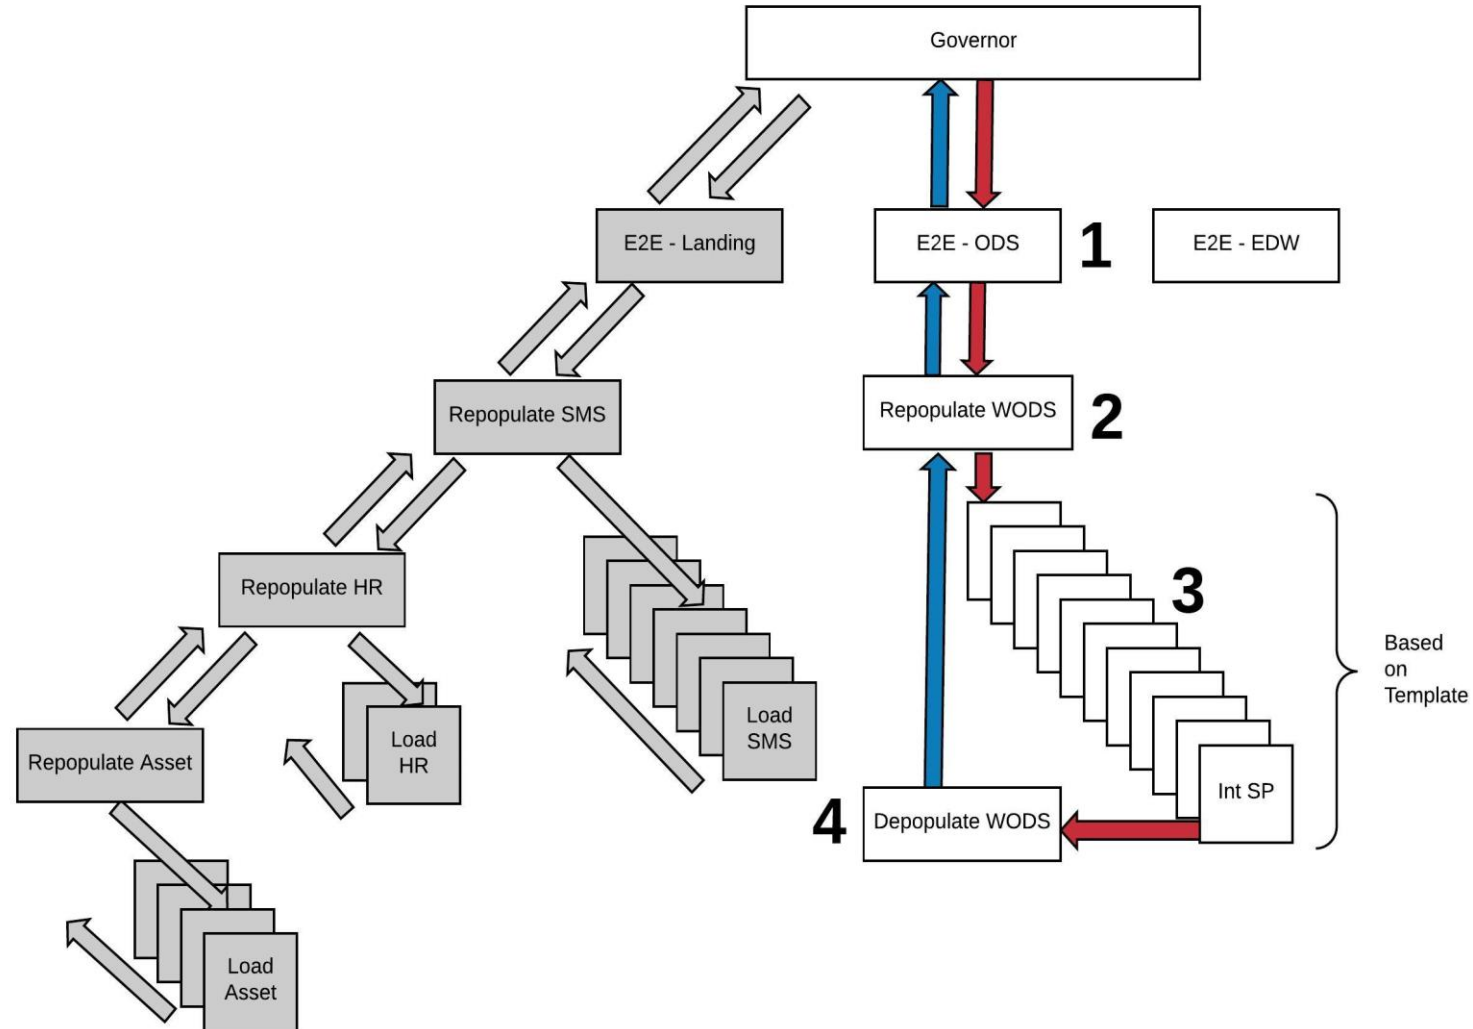 Governor
E2E - Landing
E2E - ODS
1
E2E - EDW
Repopulate SMS
Repopulate WODS
2
Repopulate HR
3
Based
on
Template
Load
SMS
Load
HR
Repopulate Asset
Int SP
4
Depopulate WODS
Load
Asset